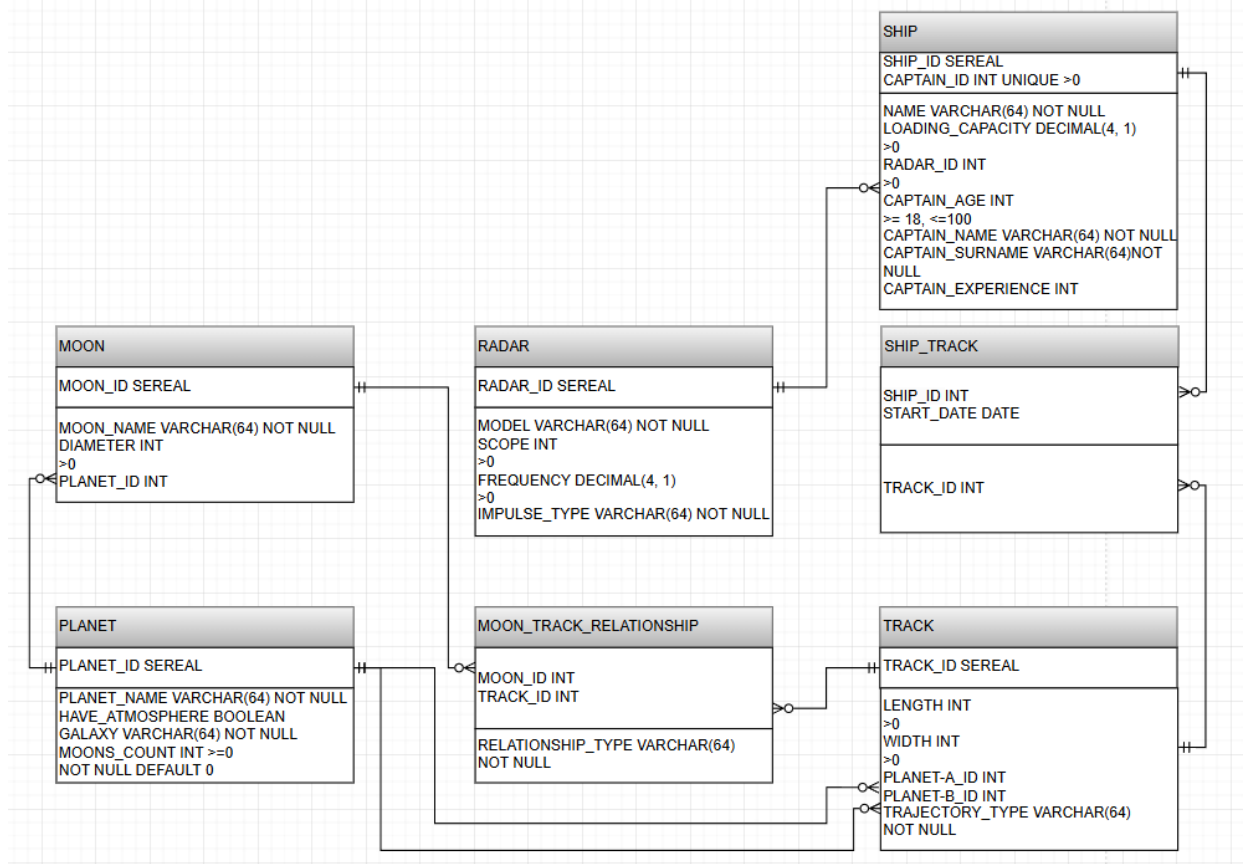 SHIP
SHIP_ID SEREAL
CAPTAIN_ID INT UNIQUE >0
NAME VARCHAR(64) NOT NULL
LOADING_CAPACITY DECIMAL(4, 1)
>0
RADAR_ID INT
>0
CAPTAIN_AGE INT
>= 18, <=100
CAPTAIN_NAME VARCHAR(64) NOT NULL
CAPTAIN_SURNAME VARCHAR(64)NOT
NULL
CAPTAIN_EXPERIENCE INT
MOON
MOON_ID SEREAL
MOON_NAME VARCHAR(64) NOT NULL
DIAMETER INT
>0
PLANET_ID INT
RADAR
RADAR_ID SEREAL
MODEL VARCHAR(64) NOT NULL
SCOPE INT
>0
FREQUENCY DECIMAL(4, 1)
>0
IMPULSE_TYPE VARCHAR(64) NOT NULL
SHIP_TRACK
SHIP_ID INT
START_DATE DATE
TRACK_ID INT
PLANET
PLANET_ID SEREAL
PLANET_NAME VARCHAR(64) NOT NULL
HAVE_ATMOSPHERE BOOLEAN
GALAXY VARCHAR(64) NOT NULL
MOONS_COUNT INT >=0
NOT NULL DEFAULT 0
MOON_TRACK_RELATIONSHIP
MOON_ID INT
TRACK_ID INT
RELATIONSHIP_TYPE VARCHAR(64)
NOT NULL
TRACK
TRACK_ID SEREAL
LENGTH INT
>0
WIDTH INT
>0
PLANET-A_ID INT
PLANET-B_ID INT
TRAJECTORY_TYPE VARCHAR(64)
NOT NULL